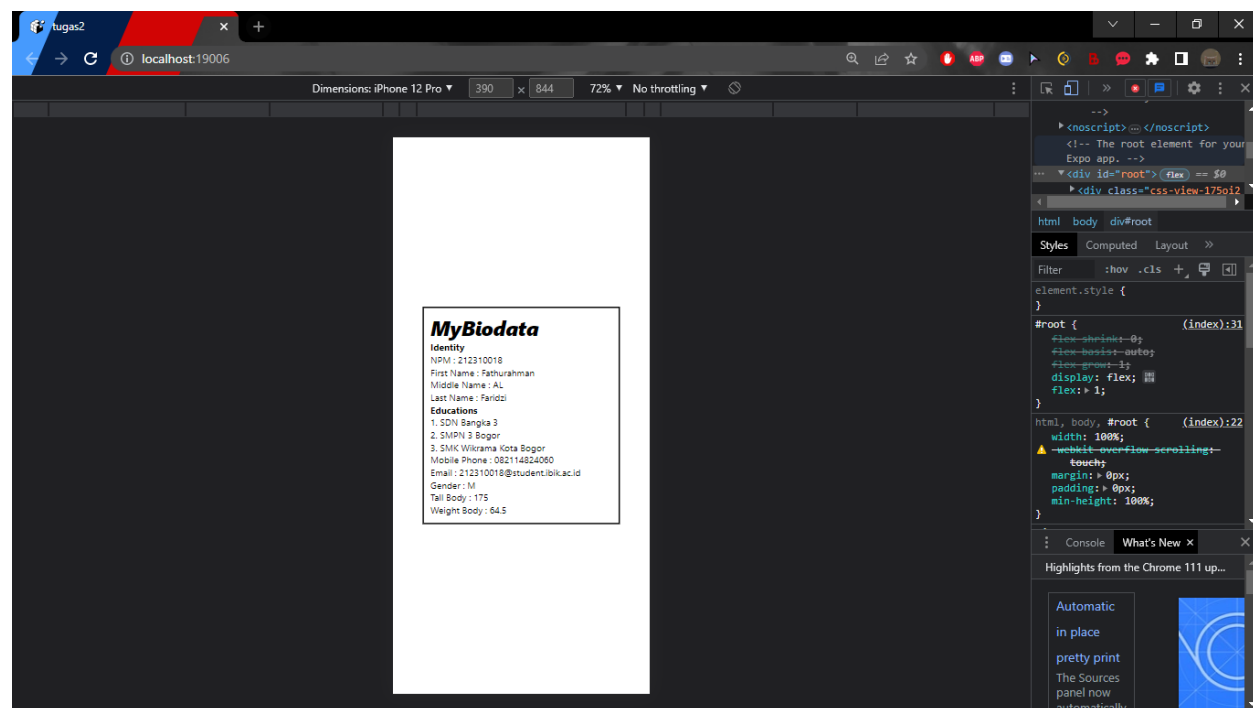 tugas2
localhost:19006
ABP
Dimensions: iPhone 12 Pro ▼ 390 × 844 72% ▼ No throttling ▼
-->
<noscript>…</noscript>
<!-- The root element for your
Expo app. -->
… ▼<div id="root"> flex == $0
▶<div class="css-view-175oi2
html body div#root
Styles Computed Layout »
Filter :hov .cls +
element.style {
}
#root { (index):31
flex-shrink: 0;
flex-basis: auto;
flex-grow: 1;
display: flex;
flex: ▶ 1;
}
html, body, #root { (index):22
width: 100%;
-webkit-overflow-scrolling:
touch;
margin: ▶ 0px;
padding: ▶ 0px;
min-height: 100%;
}
Console What's New ×
Highlights from the Chrome 111 up...
Automatic
in place
pretty print
The Sources
panel now
automatically
MyBiodata
Identity
NPM : 212310018
First Name : Fathurahman
Middle Name : AL
Last Name : Faridzi
Educations
1. SDN Bangka 3
2. SMPN 3 Bogor
3. SMK Wikrama Kota Bogor
Mobile Phone : 082114824060
Email : 212310018@student.ibik.ac.id
Gender : M
Tall Body : 175
Weight Body : 64.5